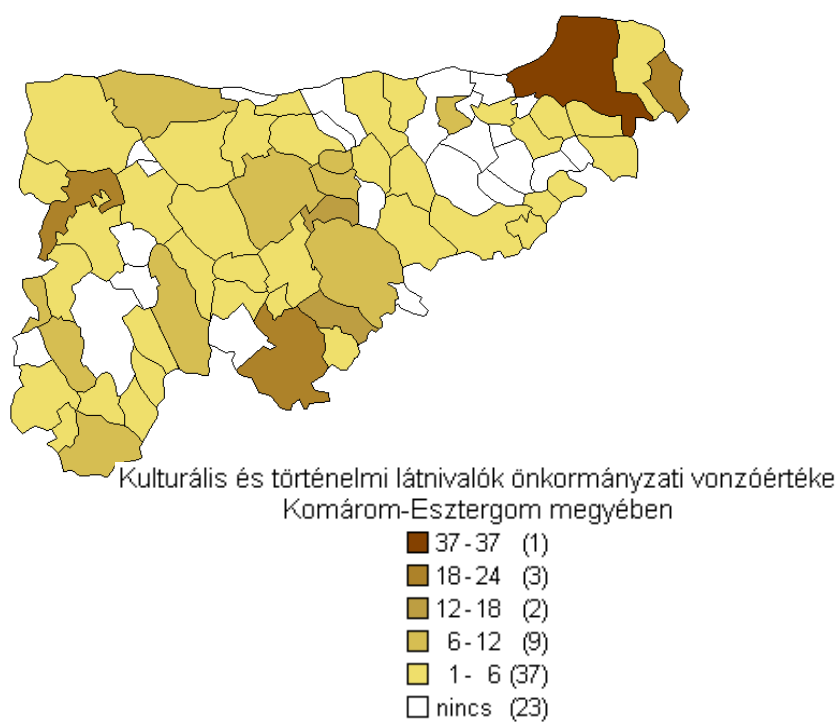 Kulturális és történelmi látnivalók önkormányzati vonzóértéke
Komárom-Esztergom megyében
37 - 37 (1)
18 - 24 (3)
12 - 18 (2)
6 - 12 (9)
1 - 6 (37)
nincs (23)